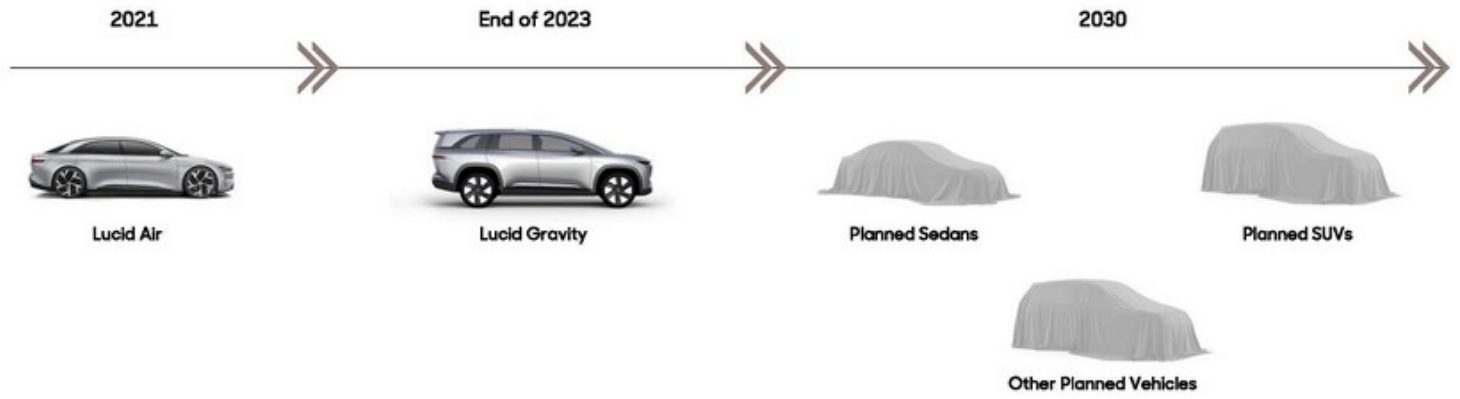 2021
End of 2023
2030
Lucid Air
Lucid Gravity
Planned Sedans
Planned SUVs
Other Planned Vehicles